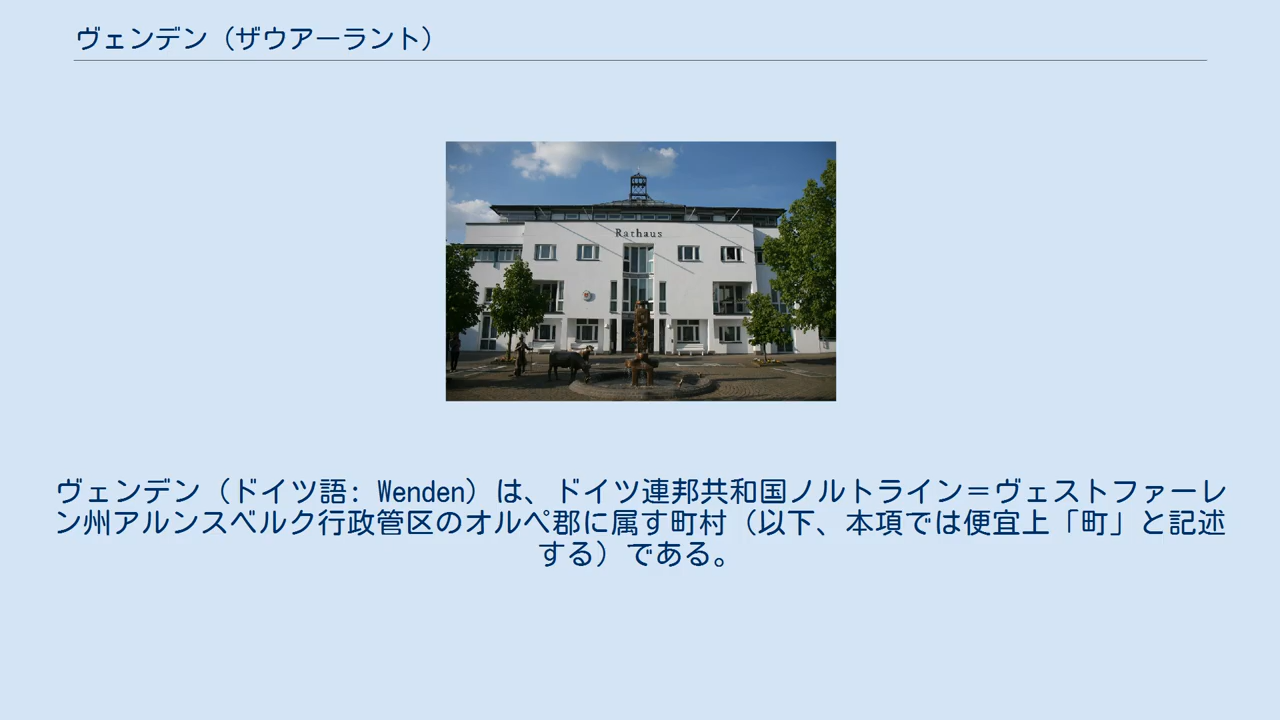 ヴェンデン（ザウアーラント）
Rathaus
ヴェンデン（ドイツ語: Wenden）は、ドイツ連邦共和国ノルトライン＝ヴェストファーレ
ン州アルンスベルク行政管区のオルペ郡に属す町村（以下、本項では便宜上「町」と記述
する）である。